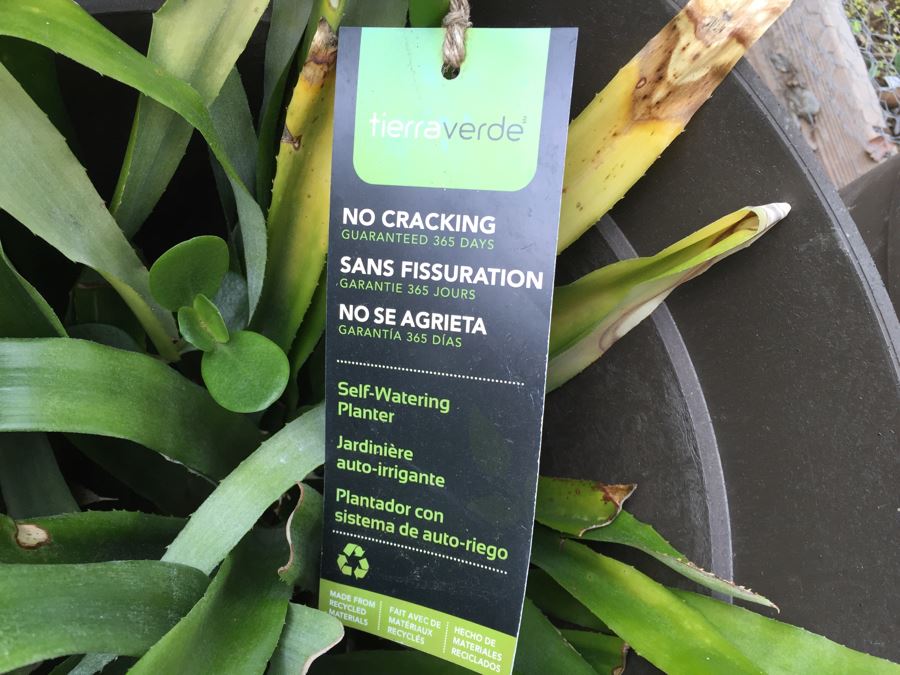 tierraverde
NO CRACKING
GUARANTEED 365 DAYS
SANS FISSURATION
GARANTIE 365 JOURS
NO SE AGRIETA
GARANTÍA 365 DÍAS
Self-Watering
Planter
Jardinière
auto-irrigante
Plantador con
sistema de auto-riego
MADE FROM
RECYCLED
MATERIALS
FAIT AVEC DE
MATÉRIAUX
RECYCLÉS
HECHO DE
MATERIALES
RECICLADOS